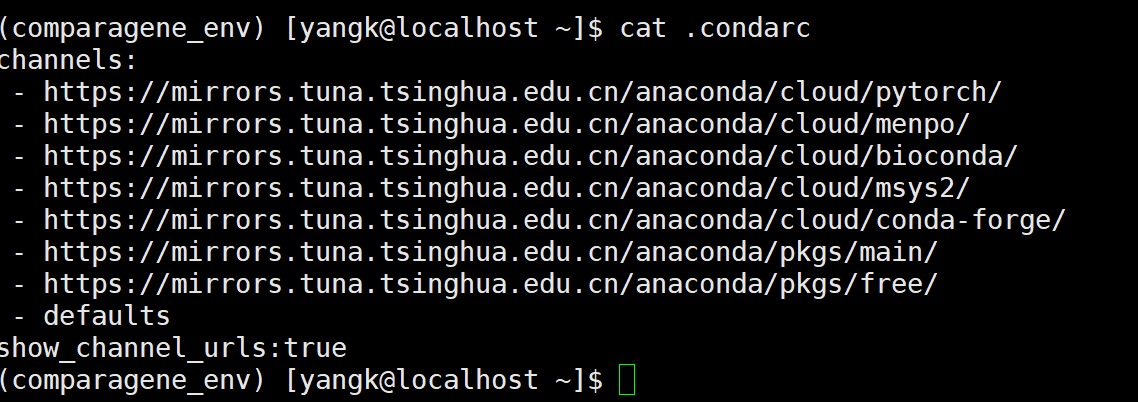 (comparagene_env) [yangk@localhost ~]$ cat .condarc
channels:
 - https://mirrors.tuna.tsinghua.edu.cn/anaconda/cloud/pytorch/
 - https://mirrors.tuna.tsinghua.edu.cn/anaconda/cloud/menpo/
 - https://mirrors.tuna.tsinghua.edu.cn/anaconda/cloud/bioconda/
 - https://mirrors.tuna.tsinghua.edu.cn/anaconda/cloud/msys2/
 - https://mirrors.tuna.tsinghua.edu.cn/anaconda/cloud/conda-forge/
 - https://mirrors.tuna.tsinghua.edu.cn/anaconda/pkgs/main/
 - https://mirrors.tuna.tsinghua.edu.cn/anaconda/pkgs/free/
 - defaults
show_channel_urls:true
(comparagene_env) [yangk@localhost ~]$